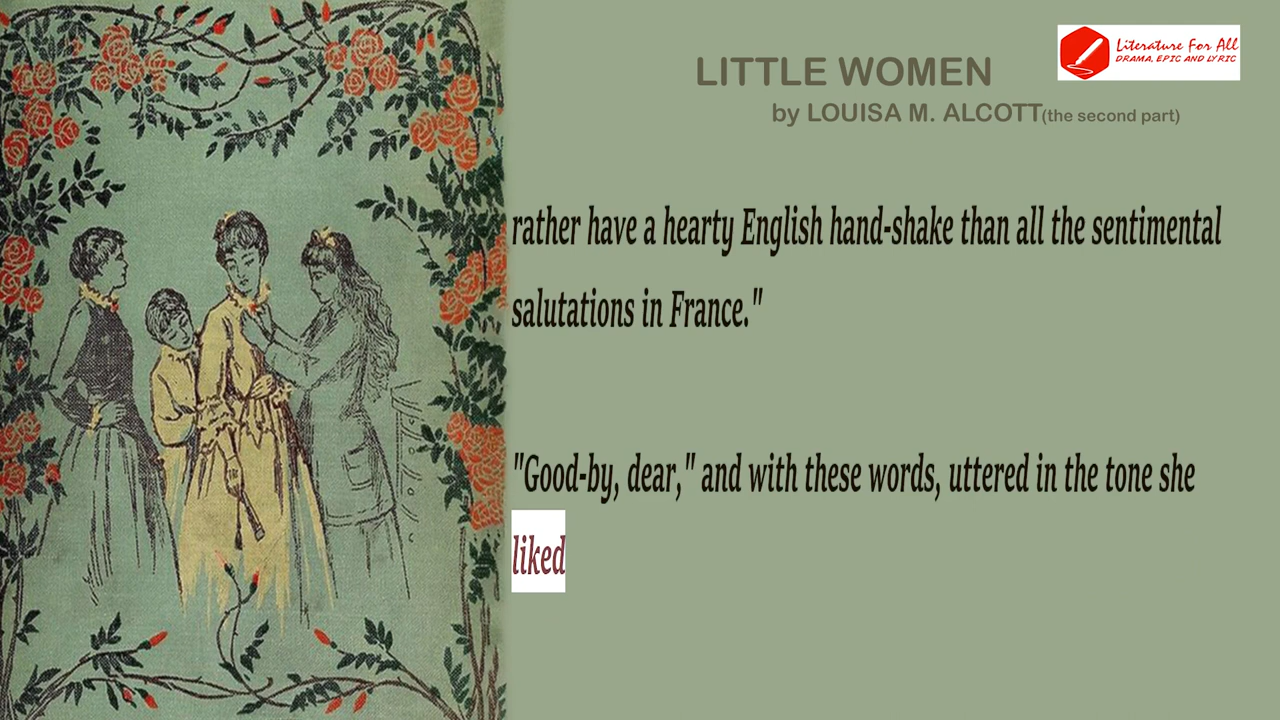 LITTLE WOMEN
by LOUISA M. ALCOTT(the second part)
Literature For All
DRAMA, EPIC AND LYRIC
rather have a hearty English hand-shake than all the sentimental
salutations in France."
"Good-by, dear," and with these words, uttered in the tone she
liked